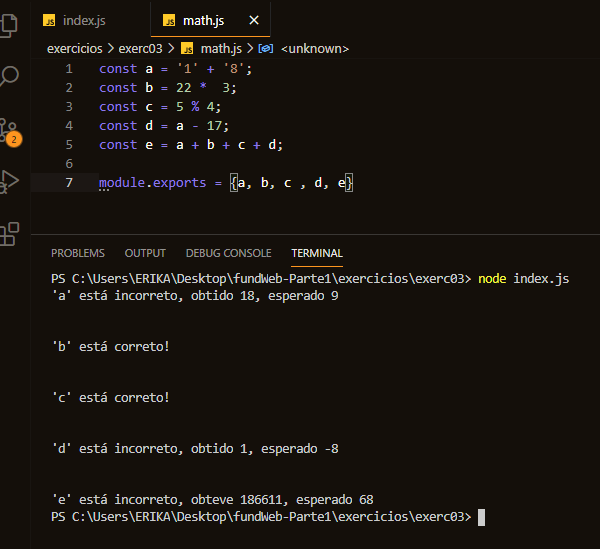 JS index.js JS math.js ×
exercicios > exerc03 > JS math.js > <unknown>
1 const a = '1' + '8';
2 const b = 22 *  3;
3 const c = 5 % 4;
4 const d = a - 17;
5 const e = a + b + c + d;
6
7 module.exports = {a, b, c , d, e}
2
PROBLEMS OUTPUT DEBUG CONSOLE TERMINAL
PS C:\Users\ERIKA\Desktop\fundWeb-Parte1\exercicios\exerc03> node index.js
'a' está incorreto, obtido 18, esperado 9
'b' está correto!
'c' está correto!
'd' está incorreto, obtido 1, esperado -8
'e' está incorreto, obteve 186611, esperado 68
PS C:\Users\ERIKA\Desktop\fundWeb-Parte1\exercicios\exerc03>